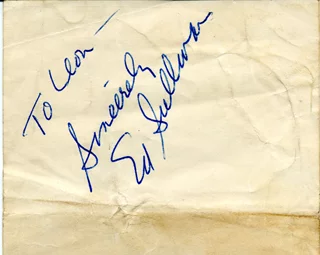 To Leon —
Sincerely
Ed Sullivan